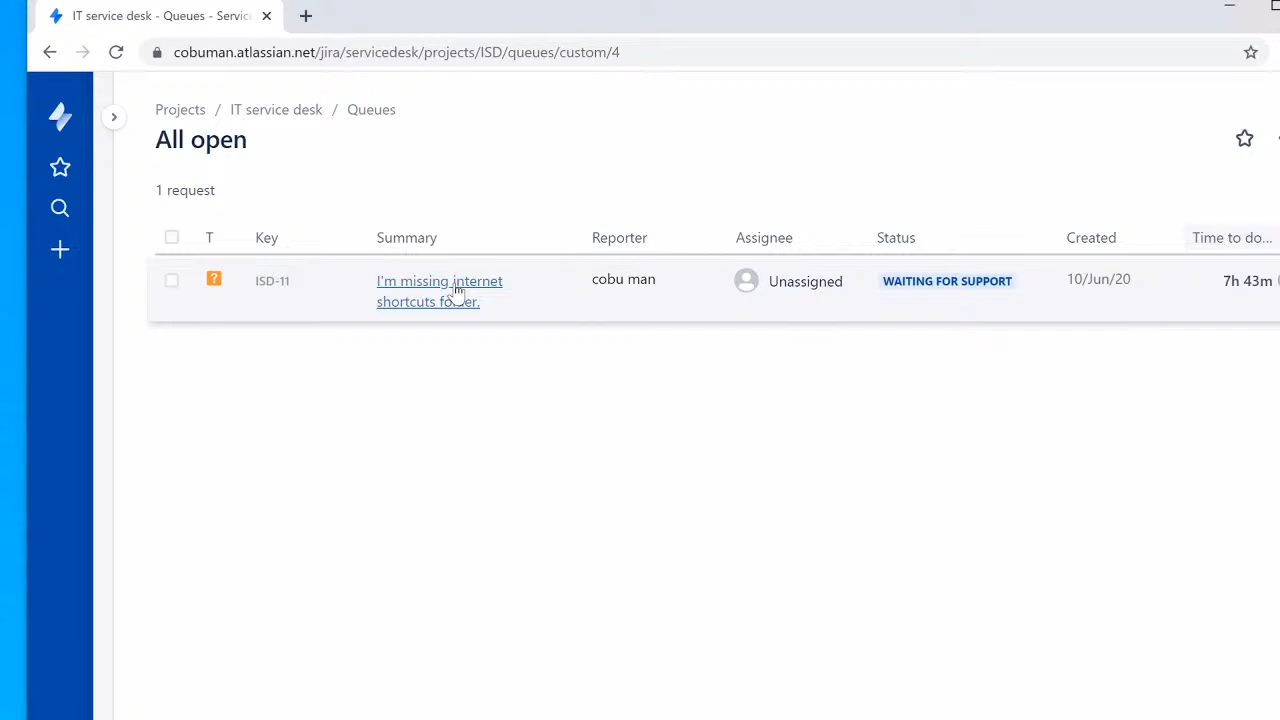 IT service desk - Queues - Servic
cobuman.atlassian.net/jira/servicedesk/projects/ISD/queues/custom/4
Projects / IT service desk / Queues
All open
1 request
T Key Summary Reporter Assignee Status Created Time to do...
? ISD-11 I'm missing internet cobu man Unassigned WAITING FOR SUPPORT 10/Jun/20 7h 43m
shortcuts folder.